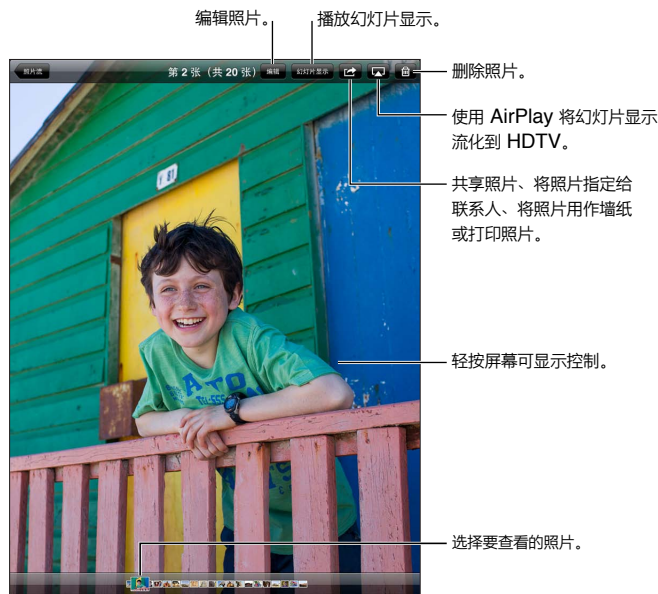 编辑照片。
播放幻灯片显示。
照片流
第 2 张（共 20 张）
编辑
幻灯片显示
删除照片。
使用 AirPlay 将幻灯片显示
流化到 HDTV。
共享照片、将照片指定给
联系人、将照片用作墙纸
或打印照片。
Y 81
轻按屏幕可显示控制。
选择要查看的照片。